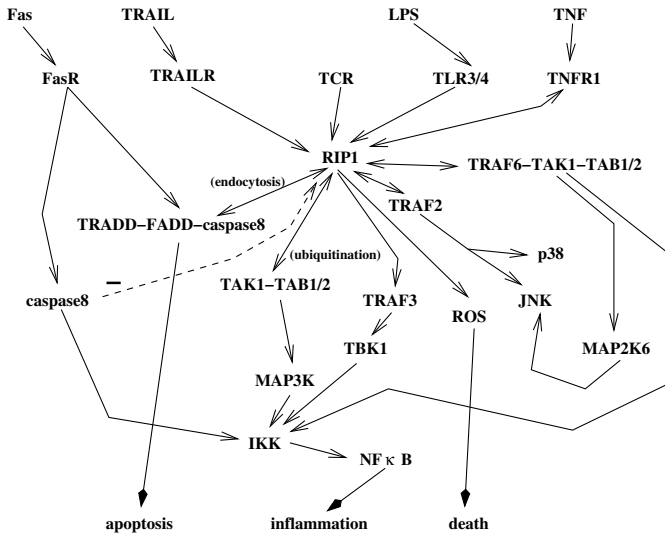 Fas
TRAIL
LPS
TNF
FasR
TRAILR
TCR
TLR3/4
TNFR1
RIP1
TRAF6−TAK1−TAB1/2
(endocytosis)
TRAF2
TRADD−FADD−caspase8
(ubiquitination)
p38
−
TAK1−TAB1/2
caspase8
TRAF3
JNK
ROS
TBK1
MAP2K6
MAP3K
IKK
NFκB
apoptosis
inflammation
death